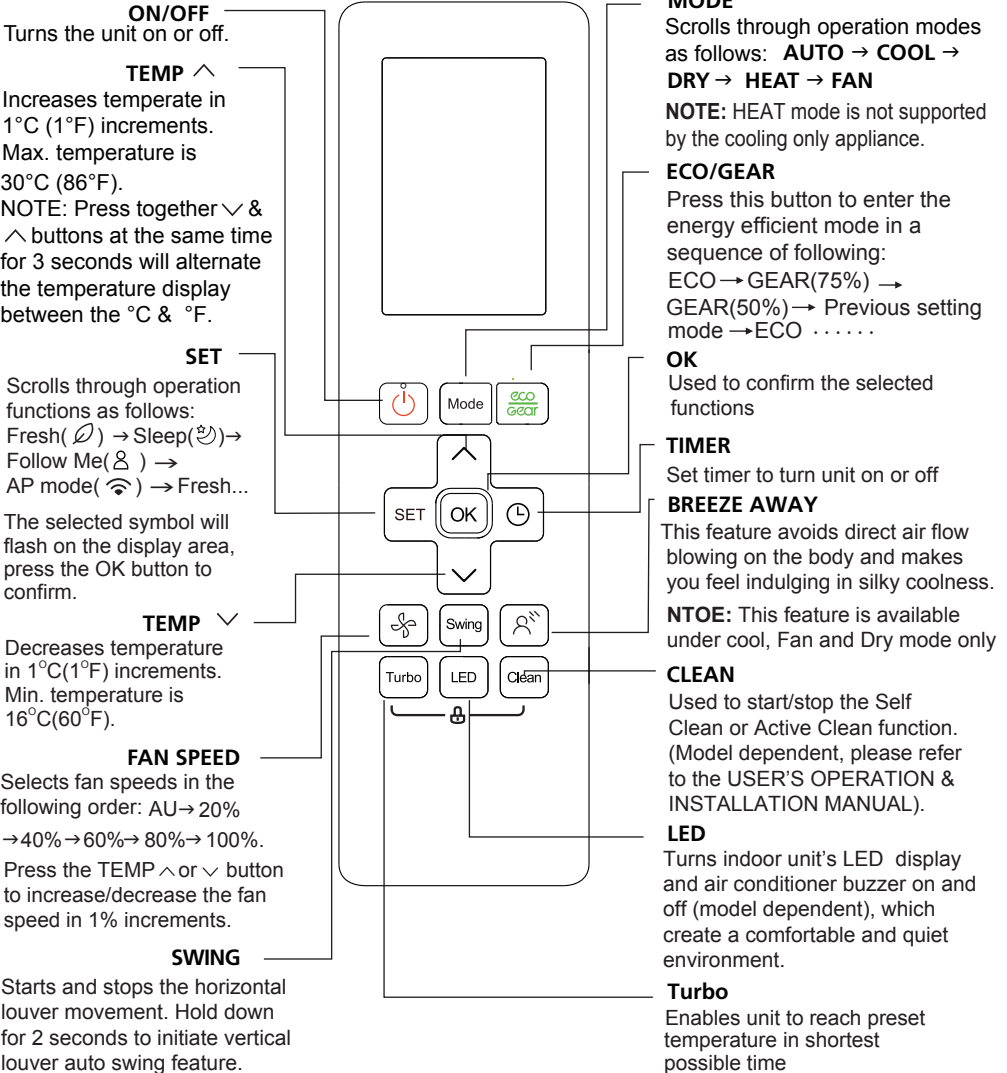 ON/OFF
Turns the unit on or off.
TEMP ︿
Increases temperate in
1°C (1°F) increments.
Max. temperature is
30°C (86°F).
NOTE: Press together ﹀ &
︿ buttons at the same time
for 3 seconds will alternate
the temperature display
between the °C & °F.
SET
Scrolls through operation
functions as follows:
Fresh( ) → Sleep( ) →
Follow Me( ) →
AP mode( ) → Fresh...
The selected symbol will
flash on the display area,
press the OK button to
confirm.
TEMP ﹀
Decreases temperature
in 1°C(1°F) increments.
Min. temperature is
16°C(60°F).
FAN SPEED
Selects fan speeds in the
following order: AU→ 20%
→40%→60%→ 80%→100%.
Press the TEMP ︿ or ﹀ button
to increase/decrease the fan
speed in 1% increments.
SWING
Starts and stops the horizontal
louver movement. Hold down
for 2 seconds to initiate vertical
louver auto swing feature.
Mode
eco
Gear
SET
OK
Swing
Turbo
LED
Clean
MODE
Scrolls through operation modes
as follows: AUTO → COOL →
DRY → HEAT → FAN
NOTE: HEAT mode is not supported
by the cooling only appliance.
ECO/GEAR
Press this button to enter the
energy efficient mode in a
sequence of following:
ECO → GEAR(75%) →
GEAR(50%) → Previous setting
mode → ECO · · · · · ·
OK
Used to confirm the selected
functions
TIMER
Set timer to turn unit on or off
BREEZE AWAY
This feature avoids direct air flow
blowing on the body and makes
you feel indulging in silky coolness.
NTOE: This feature is available
under cool, Fan and Dry mode only
CLEAN
Used to start/stop the Self
Clean or Active Clean function.
(Model dependent, please refer
to the USER'S OPERATION &
INSTALLATION MANUAL).
LED
Turns indoor unit's LED display
and air conditioner buzzer on and
off (model dependent), which
create a comfortable and quiet
environment.
Turbo
Enables unit to reach preset
temperature in shortest
possible time